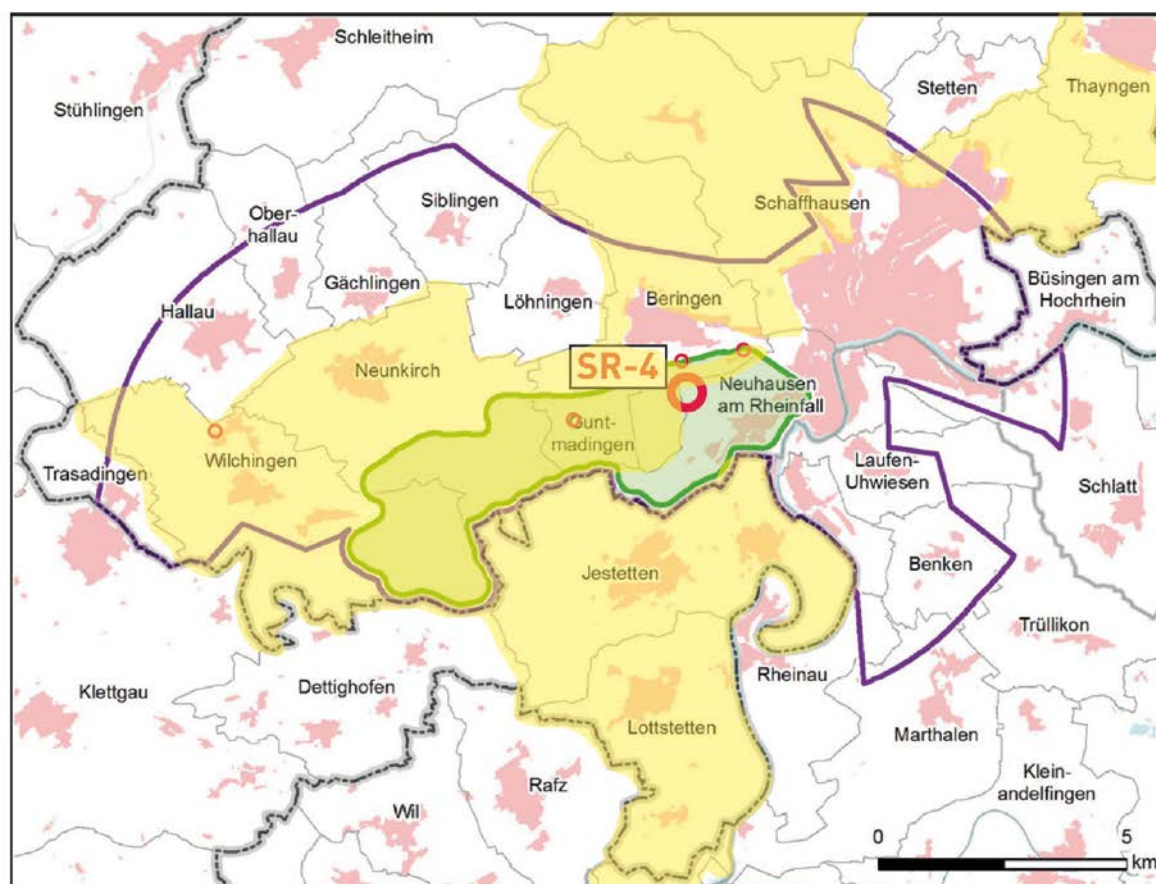 Schleitheim
Stühlingen
Stetten
Thayngen
Ober-
hallau
Siblingen
Schaffhausen
Gächlingen
Hallau
Löhningen
Beringen
Büsingen am
Hochrhein
Neunkirch
SR-4
Neuhausen
am Rheinfall
Gunt-
madingen
Trasadingen
Wilchingen
Laufen-
Uhwiesen
Schlatt
Jestetten
Benken
Trüllikon
Rheinau
Klettgau
Dettighofen
Lottstetten
Marthalen
Rafz
Klein-
andelfingen
Wil
0 5
km